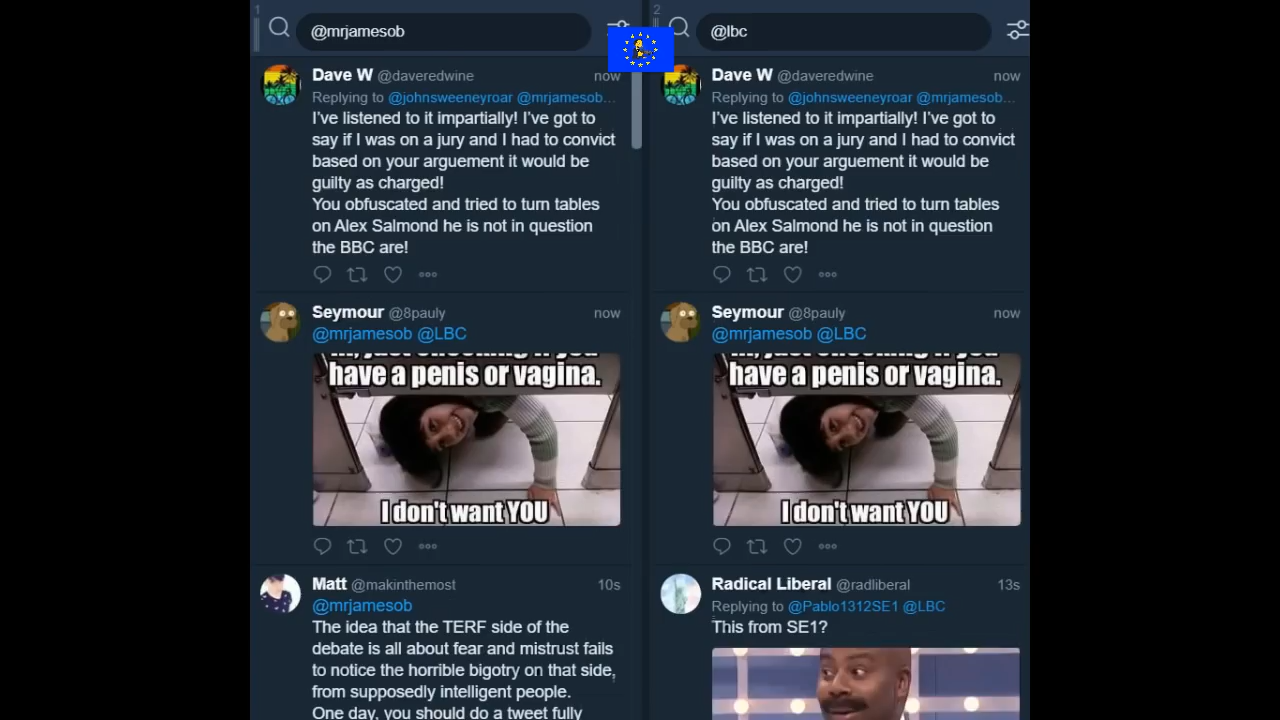 1
@mrjamesob
Dave W @daveredwine now
Replying to @johnsweeneyroar @mrjamesob...
I've listened to it impartially! I've got to
say if I was on a jury and I had to convict
based on your arguement it would be
guilty as charged!
You obfuscated and tried to turn tables
on Alex Salmond he is not in question
the BBC are!
Seymour @8pauly now
@mrjamesob @LBC
have a penis or vagina.
I don't want YOU
Matt @makinthemost 10s
@mrjamesob
The idea that the TERF side of the
debate is all about fear and mistrust fails
to notice the horrible bigotry on that side,
from supposedly intelligent people.
One day, you should do a tweet fully
2
@lbc
Dave W @daveredwine now
Replying to @johnsweeneyroar @mrjamesob...
I've listened to it impartially! I've got to
say if I was on a jury and I had to convict
based on your arguement it would be
guilty as charged!
You obfuscated and tried to turn tables
on Alex Salmond he is not in question
the BBC are!
Seymour @8pauly now
@mrjamesob @LBC
have a penis or vagina.
I don't want YOU
Radical Liberal @radliberal 13s
Replying to @Pablo1312SE1 @LBC
This from SE1?